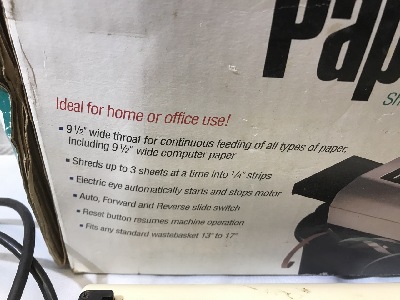 Pap
Sh
Ideal for home or office use!
▪ 9 1/2" wide throat for continuous feeding of all types of paper,
including 9 1/2" wide computer paper
▪ Shreds up to 3 sheets at a time into 1/4" strips
▪ Electric eye automatically starts and stops motor
▪ Auto, Forward and Reverse slide switch
▪ Reset button resumes machine operation
▪ Fits any standard wastebasket 13" to 17"